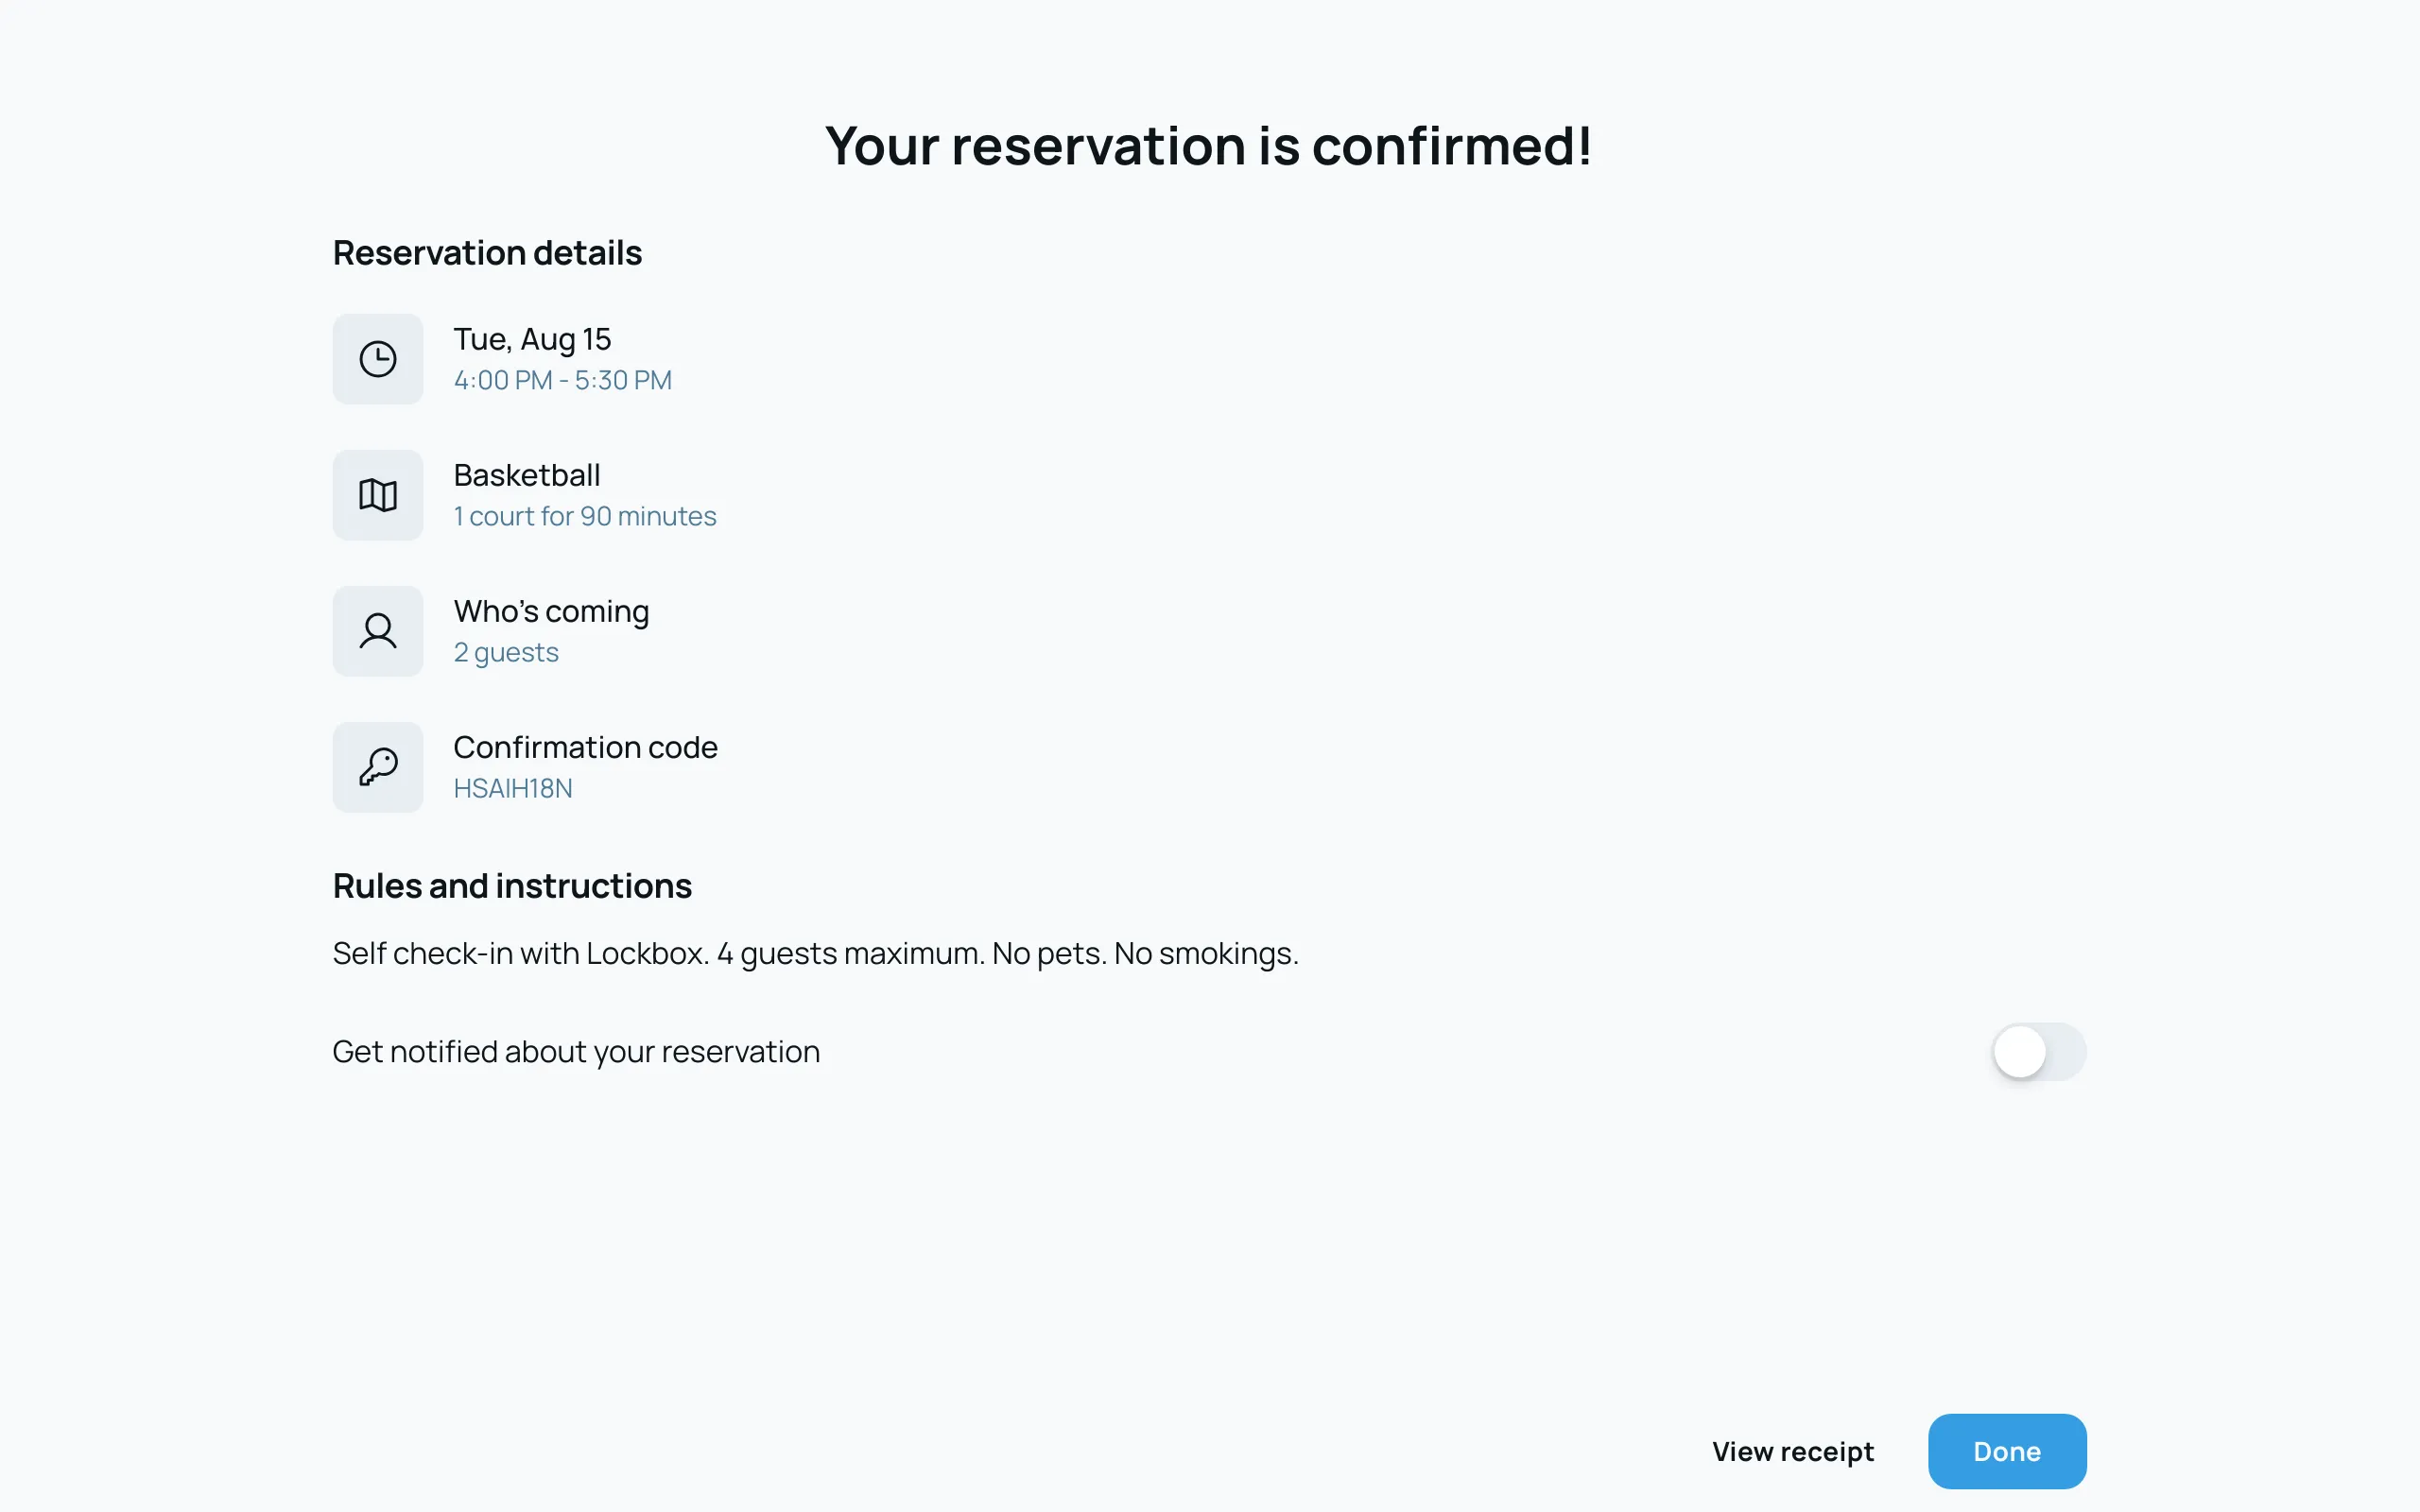 Your reservation is confirmed!
Reservation details
Tue, Aug 15
4:00 PM - 5:30 PM
Basketball
1 court for 90 minutes
Who's coming
2 guests
Confirmation code
HSAIH18N
Rules and instructions
Self check-in with Lockbox. 4 guests maximum. No pets. No smokings.
Get notified about your reservation
View receipt
Done